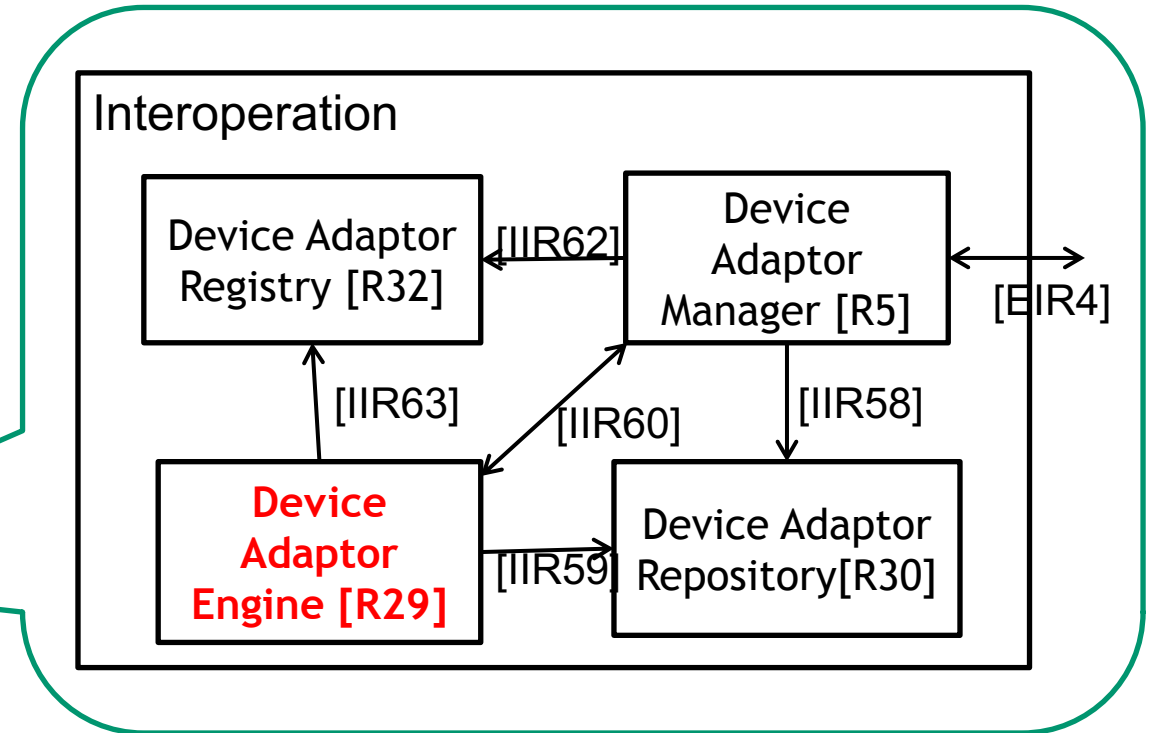 Interoperation
Device Adaptor
Registry [R32]
[IIR62]
Device
Adaptor
Manager [R5]
[EIR4]
[IIR63]
[IIR60]
[IIR58]
Device
Adaptor
Engine [R29]
[IIR59]
Device Adaptor
Repository[R30]